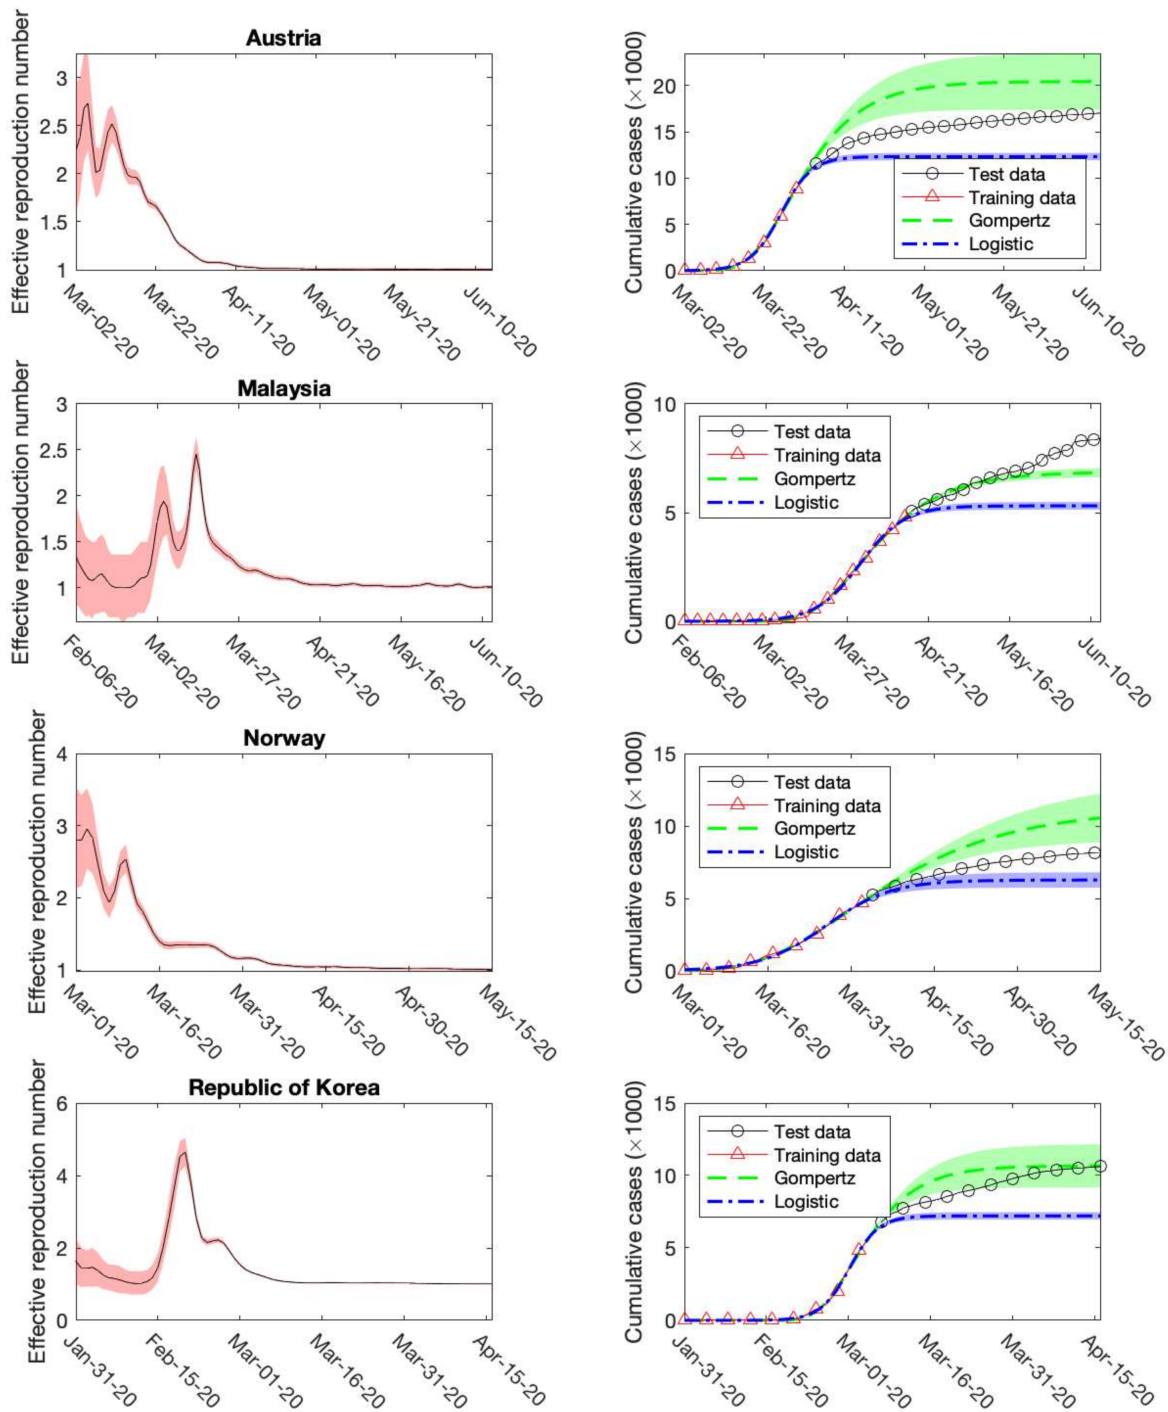 Austria
Effective reproduction number
3
2.5
2
1.5
1
Mar-02-20
Mar-22-20
Apr-11-20
May-01-20
May-21-20
Jun-10-20
Cumulative cases (×1000)
20
15
10
5
0
Test data
Training data
Gompertz
Logistic
Mar-02-20
Mar-22-20
Apr-11-20
May-01-20
May-21-20
Jun-10-20
Malaysia
Effective reproduction number
3
2.5
2
1.5
1
Feb-06-20
Mar-02-20
Mar-27-20
Apr-21-20
May-16-20
Jun-10-20
Cumulative cases (×1000)
10
5
0
Test data
Training data
Gompertz
Logistic
Feb-06-20
Mar-02-20
Mar-27-20
Apr-21-20
May-16-20
Jun-10-20
Norway
Effective reproduction number
4
3
2
1
Mar-01-20
Mar-16-20
Mar-31-20
Apr-15-20
Apr-30-20
May-15-20
Cumulative cases (×1000)
15
10
5
0
Test data
Training data
Gompertz
Logistic
Mar-01-20
Mar-16-20
Mar-31-20
Apr-15-20
Apr-30-20
May-15-20
Republic of Korea
Effective reproduction number
6
4
2
0
Jan-31-20
Feb-15-20
Mar-01-20
Mar-16-20
Mar-31-20
Apr-15-20
Cumulative cases (×1000)
15
10
5
0
Test data
Training data
Gompertz
Logistic
Jan-31-20
Feb-15-20
Mar-01-20
Mar-16-20
Mar-31-20
Apr-15-20